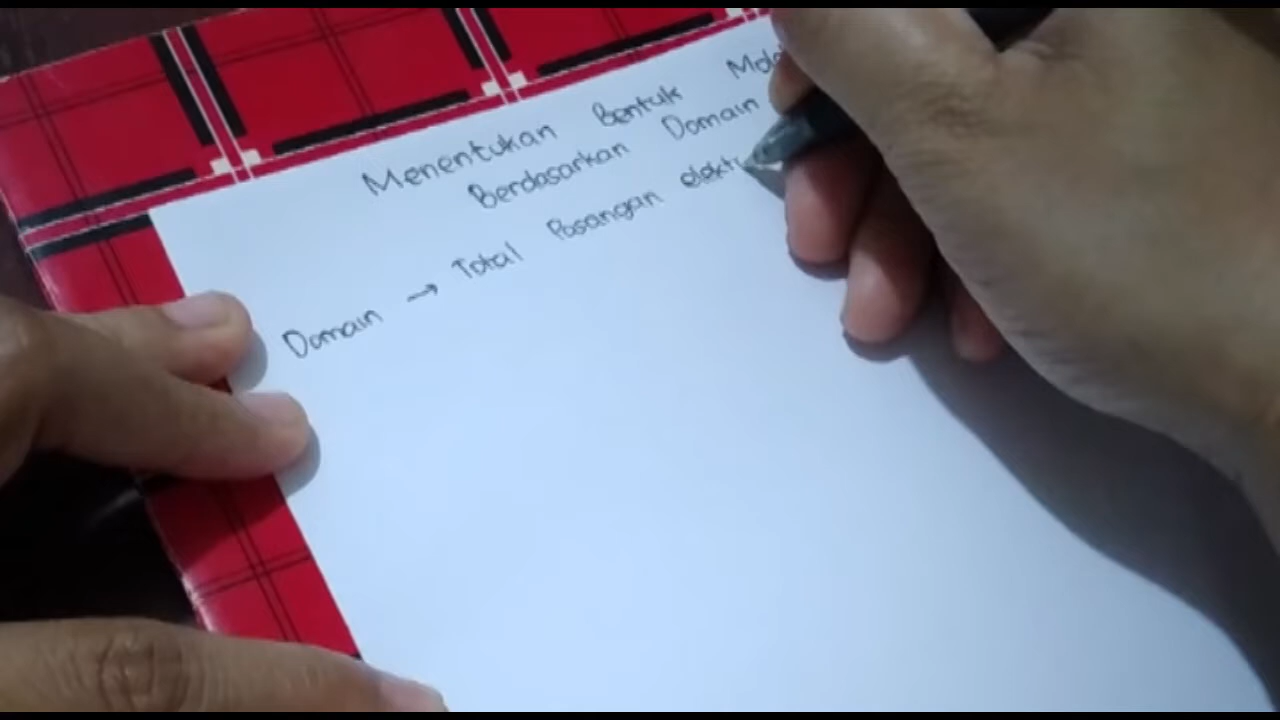 Menentukan Bentuk
Berdasarkan Domain
Domain → Total Pasangan